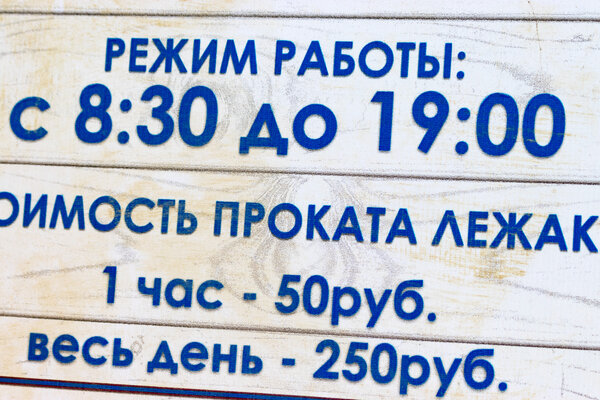 РЕЖИМ РАБОТЫ:
с 8:30 до 19:00
ОИМОСТЬ ПРОКАТА ЛЕЖАК
1 час - 50руб.
весь день - 250руб.